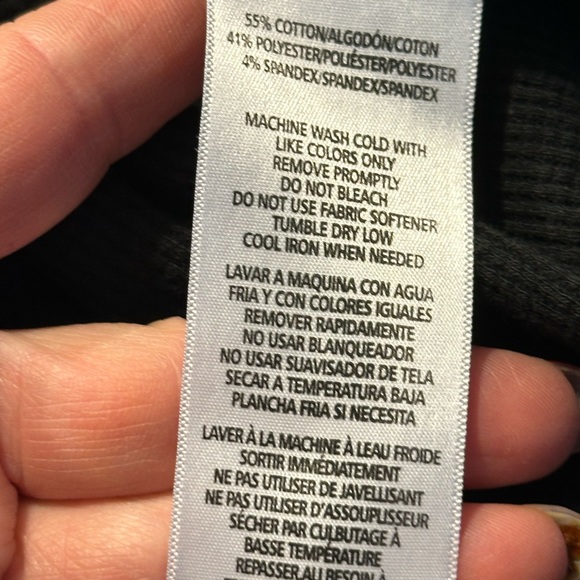 55% COTTON/ALGODÓN/COTON
41% POLYESTER/POLIÉSTER/POLYESTER
4% SPANDEX/SPANDEX/SPANDEX
MACHINE WASH COLD WITH
LIKE COLORS ONLY
REMOVE PROMPTLY
DO NOT BLEACH
DO NOT USE FABRIC SOFTENER
TUMBLE DRY LOW
COOL IRON WHEN NEEDED
LAVAR A MAQUINA CON AGUA
FRIA Y CON COLORES IGUALES
REMOVER RAPIDAMENTE
NO USAR BLANQUEADOR
NO USAR SUAVISADOR DE TELA
SECAR A TEMPERATURA BAJA
PLANCHA FRIA SI NECESITA
LAVER À LA MACHINE À LEAU FROIDE
SORTIR IMMÉDIATEMENT
NE PAS UTILISER DE JAVELLISANT
NE PAS UTILISER D'ASSOUPLISSEUR
SÉCHER PAR CULBUTAGE À
BASSE TEMPÉRATURE
REPASSER AU BESOIN À